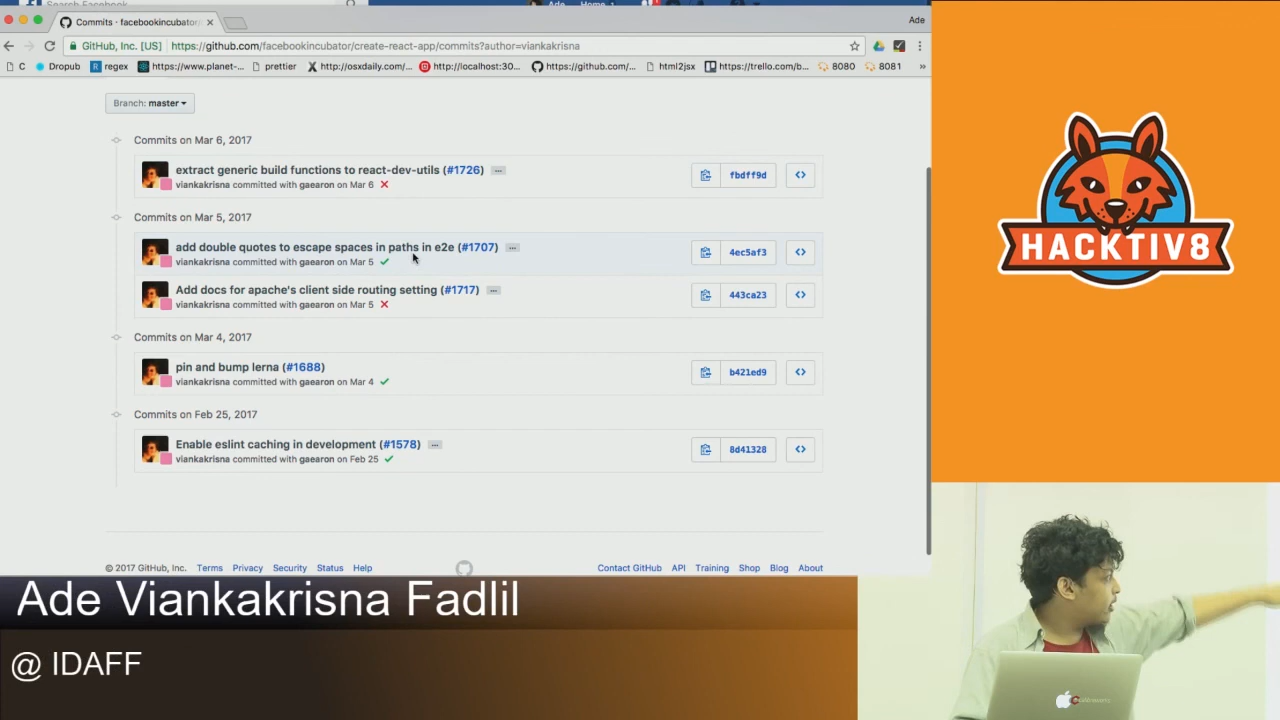 Search Facebook
Ade
Home
Commits · facebookincubator/
Ade
GitHub, Inc. [US]
https://github.com/facebookincubator/create-react-app/commits?author=viankakrisna
C
Dropub
regex
https://www.planet-...
prettier
http://osxdaily.com/...
http://localhost:30...
https://github.com/...
html2jsx
https://trello.com/b...
8080
8081
»
Branch: master
Commits on Mar 6, 2017
extract generic build functions to react-dev-utils (#1726) …
fbdff9d
viankakrisna committed with gaearon on Mar 6
Commits on Mar 5, 2017
add double quotes to escape spaces in paths in e2e (#1707) …
4ec5af3
viankakrisna committed with gaearon on Mar 5
Add docs for apache's client side routing setting (#1717) …
443ca23
viankakrisna committed with gaearon on Mar 5
Commits on Mar 4, 2017
pin and bump lerna (#1688)
b421ed9
viankakrisna committed with gaearon on Mar 4
Commits on Feb 25, 2017
Enable eslint caching in development (#1578) …
8d41328
viankakrisna committed with gaearon on Feb 25
© 2017 GitHub, Inc. Terms Privacy Security Status Help
Contact GitHub API Training Shop Blog About
HACKTIV8
Ade Viankakrisna Fadlil
@ IDAFF